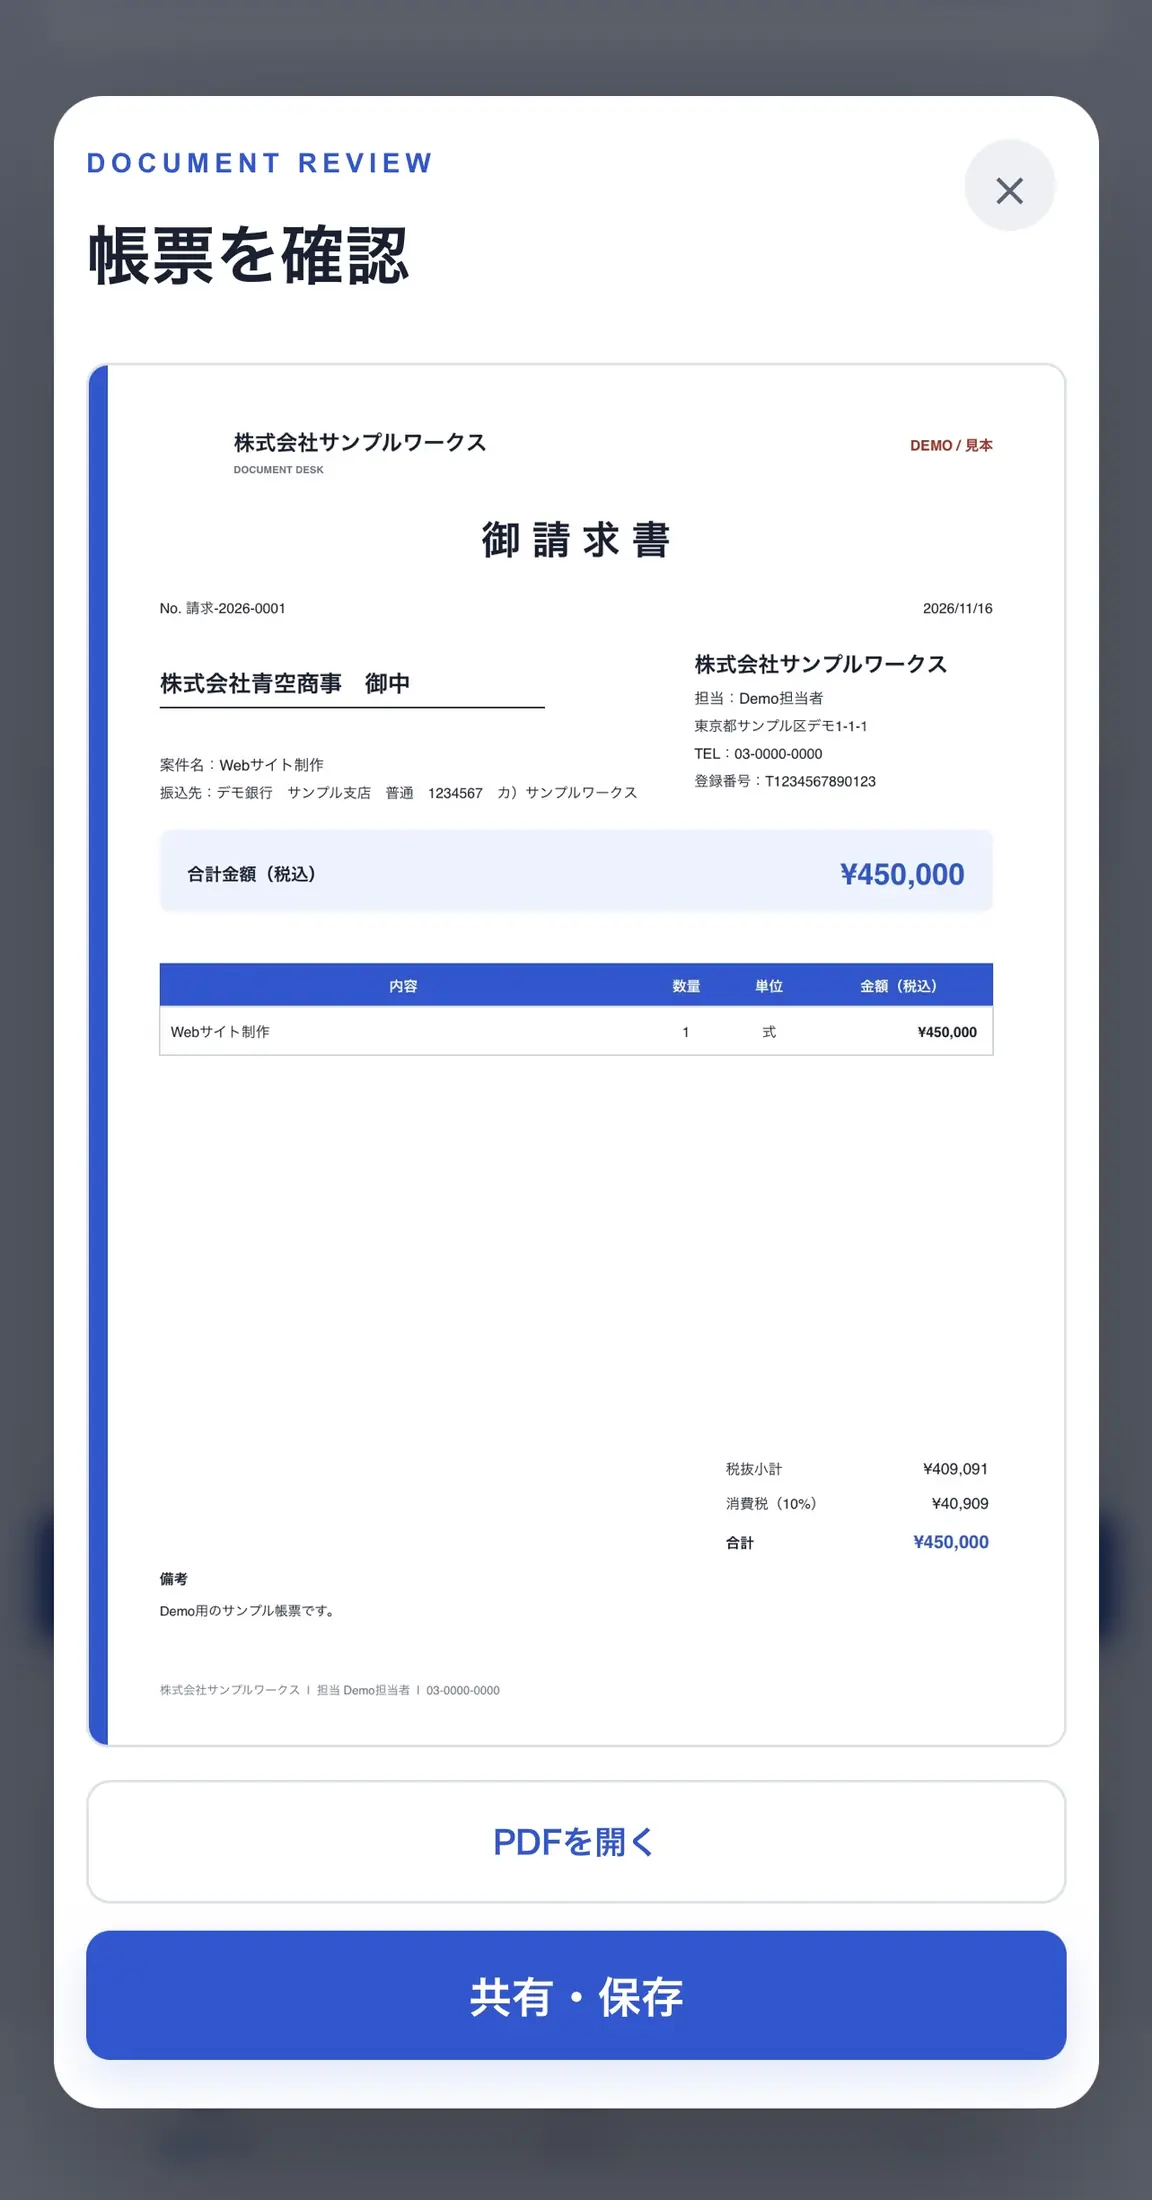 DOCUMENT REVIEW
帳票を確認
株式会社サンプルワークス
DOCUMENT DESK
DEMO / 見本
御請求書
No. 請求-2026-0001
2026/11/16
株式会社青空商事　御中
株式会社サンプルワークス
担当：Demo担当者
東京都サンプル区デモ1-1-1
TEL：03-0000-0000
登録番号：T1234567890123
案件名：Webサイト制作
振込先：デモ銀行　サンプル支店　普通　1234567　カ）サンプルワークス
合計金額（税込） ¥450,000
内容 数量 単位 金額（税込）
Webサイト制作 1 式 ¥450,000
税抜小計 ¥409,091
消費税（10%） ¥40,909
合計 ¥450,000
備考
Demo用のサンプル帳票です。
株式会社サンプルワークス | 担当 Demo担当者 | 03-0000-0000
PDFを開く
共有・保存